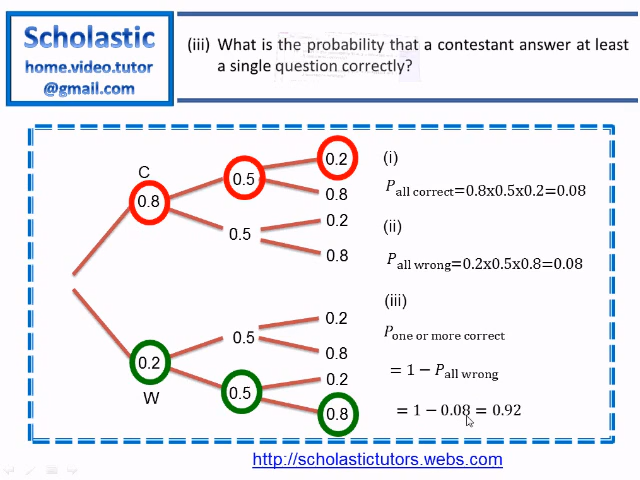 Scholastic
home.video.tutor
@gmail.com
(iii) What is the probability that a contestant answer at least
a single question correctly?
C
0.8
0.5
0.2
0.8
0.5
0.2
0.8
0.2
W
0.5
0.2
0.8
0.5
0.2
0.8
(i)
P all correct=0.8x0.5x0.2=0.08
(ii)
P all wrong=0.2x0.5x0.8=0.08
(iii)
P one or more correct
= 1 − P all wrong
= 1 − 0.08 = 0.92
http://scholastictutors.webs.com